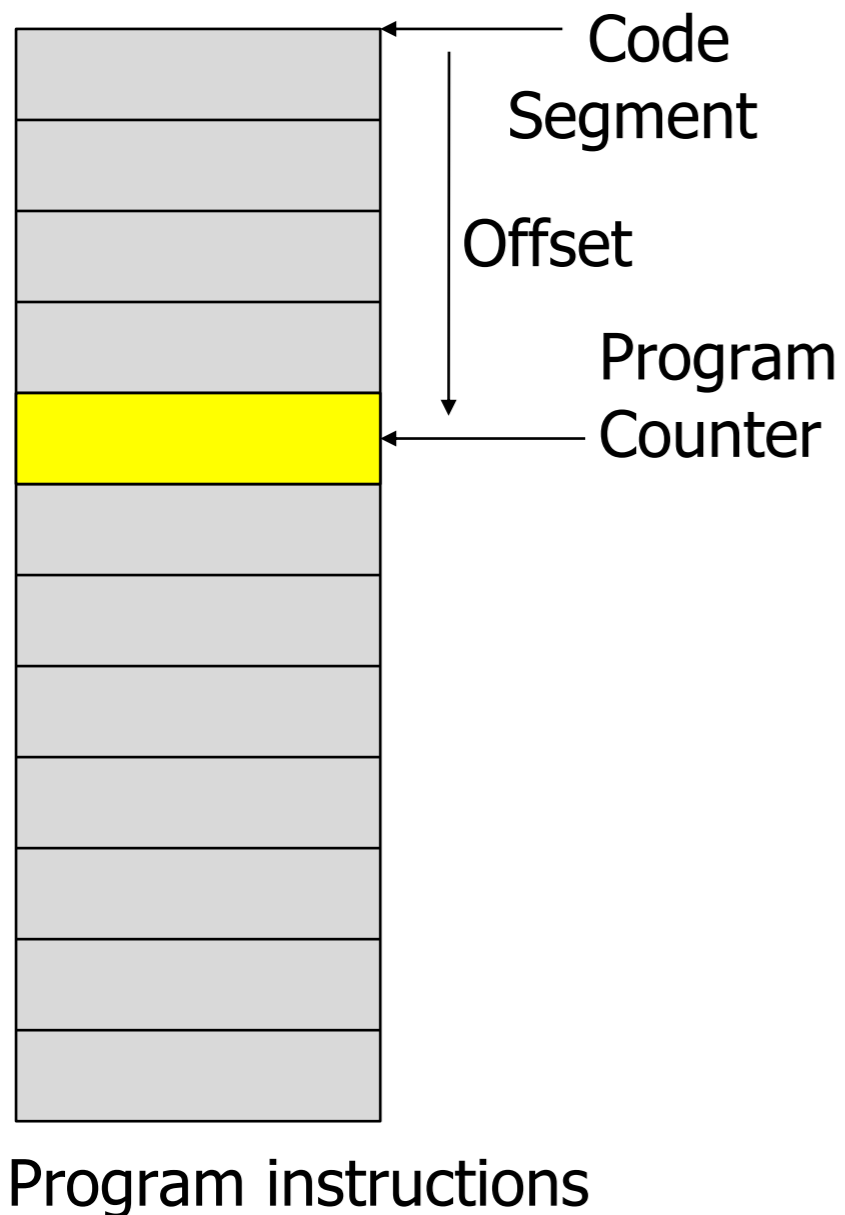 Code
Segment
Offset
Program
Counter
Program instructions